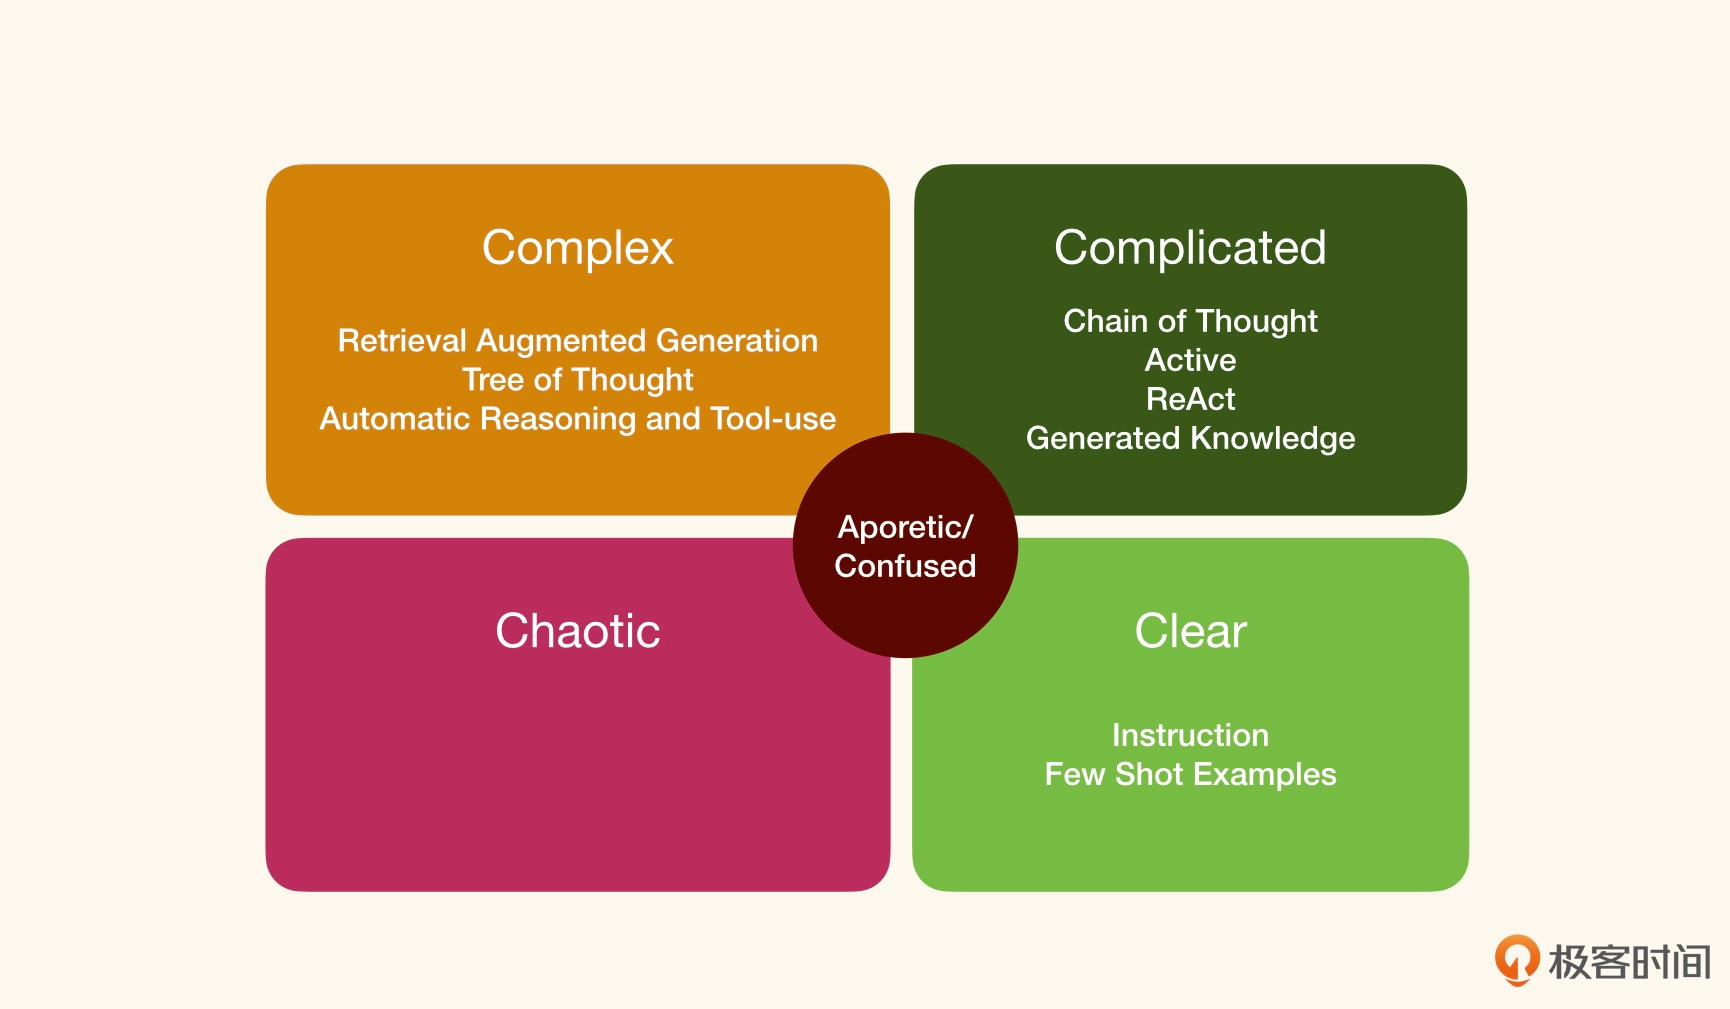 Complex
Retrieval Augmented Generation
Tree of Thought
Automatic Reasoning and Tool-use
Complicated
Chain of Thought
Active
ReAct
Generated Knowledge
Aporetic/
Confused
Chaotic
Clear
Instruction
Few Shot Examples
极客时间